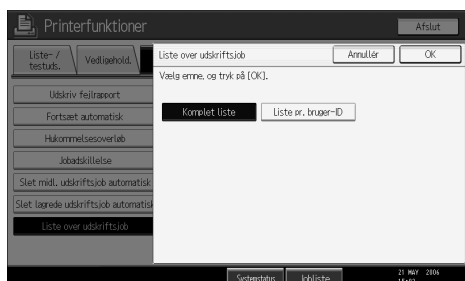 Printerfunktioner
Afslut
Liste- /
testuds.
Vedligehold.
Liste over udskriftsjob
Annullér
OK
Vælg emne, og tryk på [OK].
Komplet liste
Liste pr. bruger-ID
Udskriv fejlrapport
Fortsæt automatisk
Hukommelsesoverløb
Jobadskillelse
Slet midl. udskriftsjob automatisk
Slet lagrede udskriftsjob automatisk
Liste over udskriftsjob
Systemstatus
Jobliste
21 MAY 2006